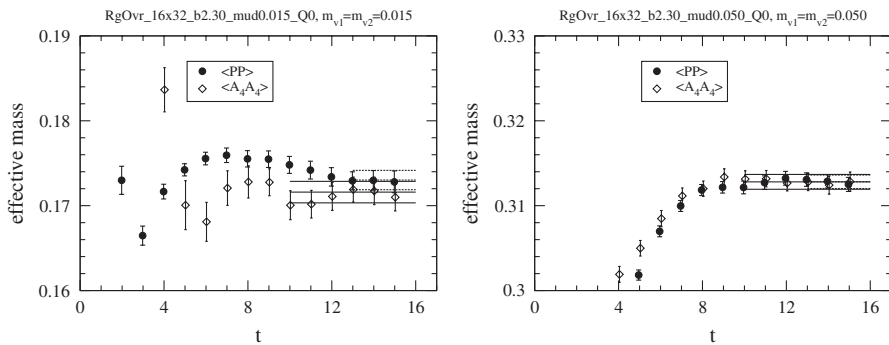 RgOvr_16x32_b2.30_mud0.015_Q0, m_v1=m_v2=0.015
0.19
0.18
0.17
0.16
effective mass
<PP>
<A_4A_4>
0 4 8 12 16
t
RgOvr_16x32_b2.30_mud0.050_Q0, m_v1=m_v2=0.050
0.33
0.32
0.31
0.3
effective mass
<PP>
<A_4A_4>
0 4 8 12 16
t